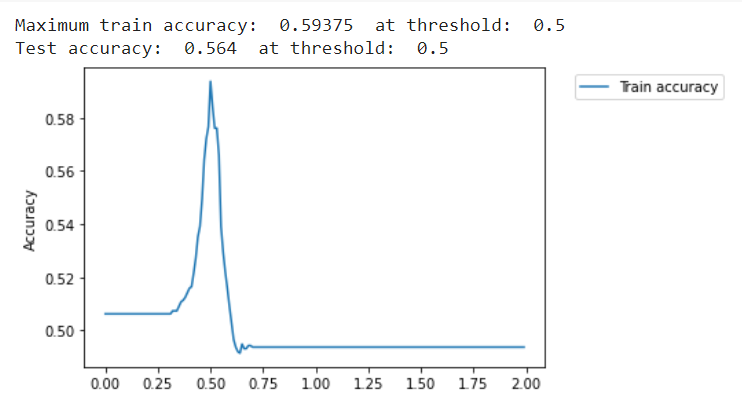 Maximum train accuracy:  0.59375  at threshold:  0.5
Test accuracy:  0.564  at threshold:  0.5
Train accuracy
Accuracy
0.58
0.56
0.54
0.52
0.50
0.00 0.25 0.50 0.75 1.00 1.25 1.50 1.75 2.00